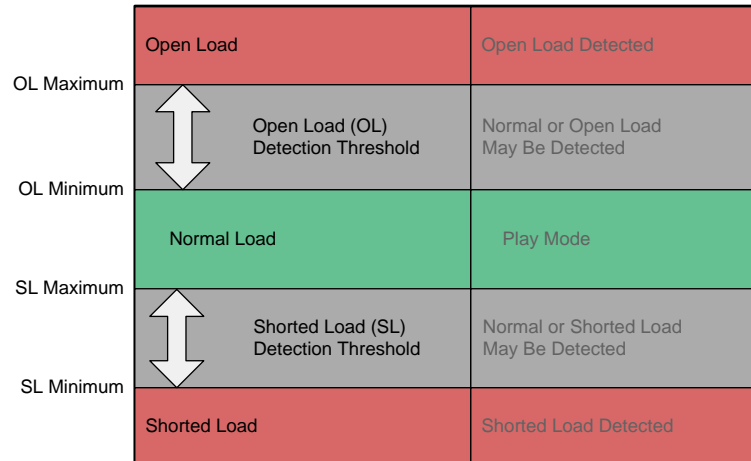 Open Load
Open Load Detected
OL Maximum
Open Load (OL)
Detection Threshold
Normal or Open Load
May Be Detected
OL Minimum
Normal Load
Play Mode
SL Maximum
Shorted Load (SL)
Detection Threshold
Normal or Shorted Load
May Be Detected
SL Minimum
Shorted Load
Shorted Load Detected